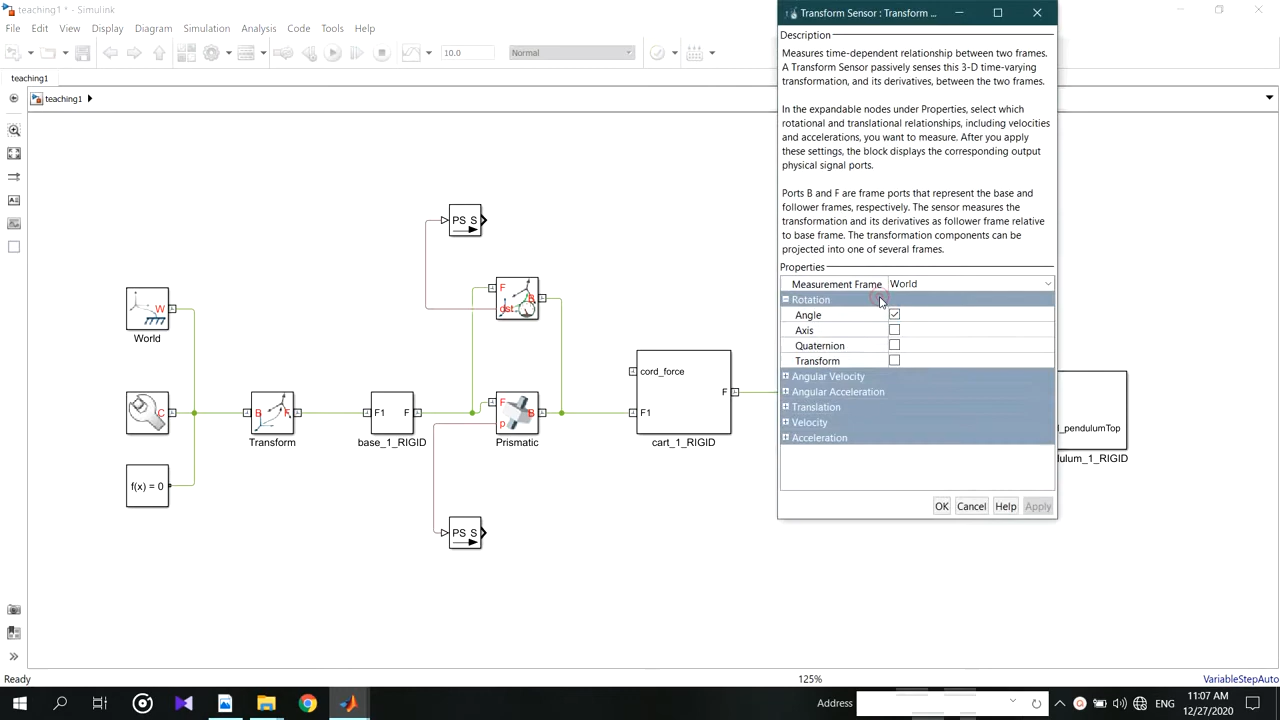 teaching1 * - Simulink
Transform Sensor : Transform ...
File Edit View Display Diagram Simulation Analysis Code Tools Help
10.0
Normal
teaching1
teaching1
Description
Measures time-dependent relationship between two frames.
A Transform Sensor passively senses this 3-D time-varying
transformation, and its derivatives, between the two frames.
In the expandable nodes under Properties, select which
rotational and translational relationships, including velocities
and accelerations, you want to measure. After you apply
these settings, the block displays the corresponding output
physical signal ports.
Ports B and F are frame ports that represent the base and
follower frames, respectively. The sensor measures the
transformation and its derivatives as follower frame relative
to base frame. The transformation components can be
projected into one of several frames.
Properties
Measurement Frame World
Rotation
Angle
Axis
Quaternion
Transform
Angular Velocity
Angular Acceleration
Translation
Velocity
Acceleration
OK Cancel Help Apply
PS S
F
B
dst
W
World
cord_force
F
F1
cart_1_RIGID
C
B F
Transform
F1 F
base_1_RIGID
F
B
p
Prismatic
_pendulumTop
dulum_1_RIGID
f(x) = 0
PS S
Ready
125%
VariableStepAuto
Address
ENG
11:07 AM
12/27/2020